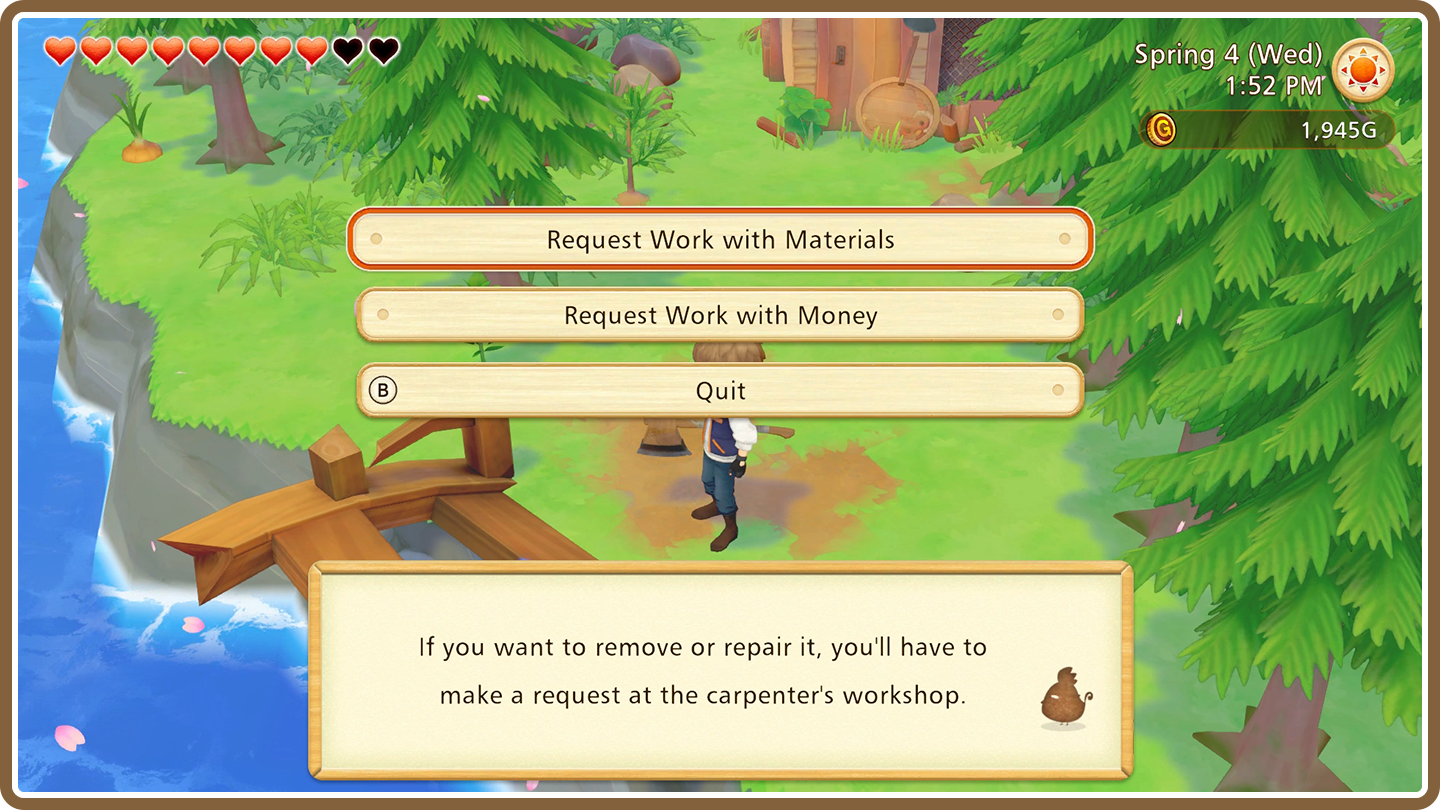 Spring 4 (Wed)
1:52 PM
G 1,945G
Request Work with Materials
Request Work with Money
B Quit
If you want to remove or repair it, you'll have to
make a request at the carpenter's workshop.